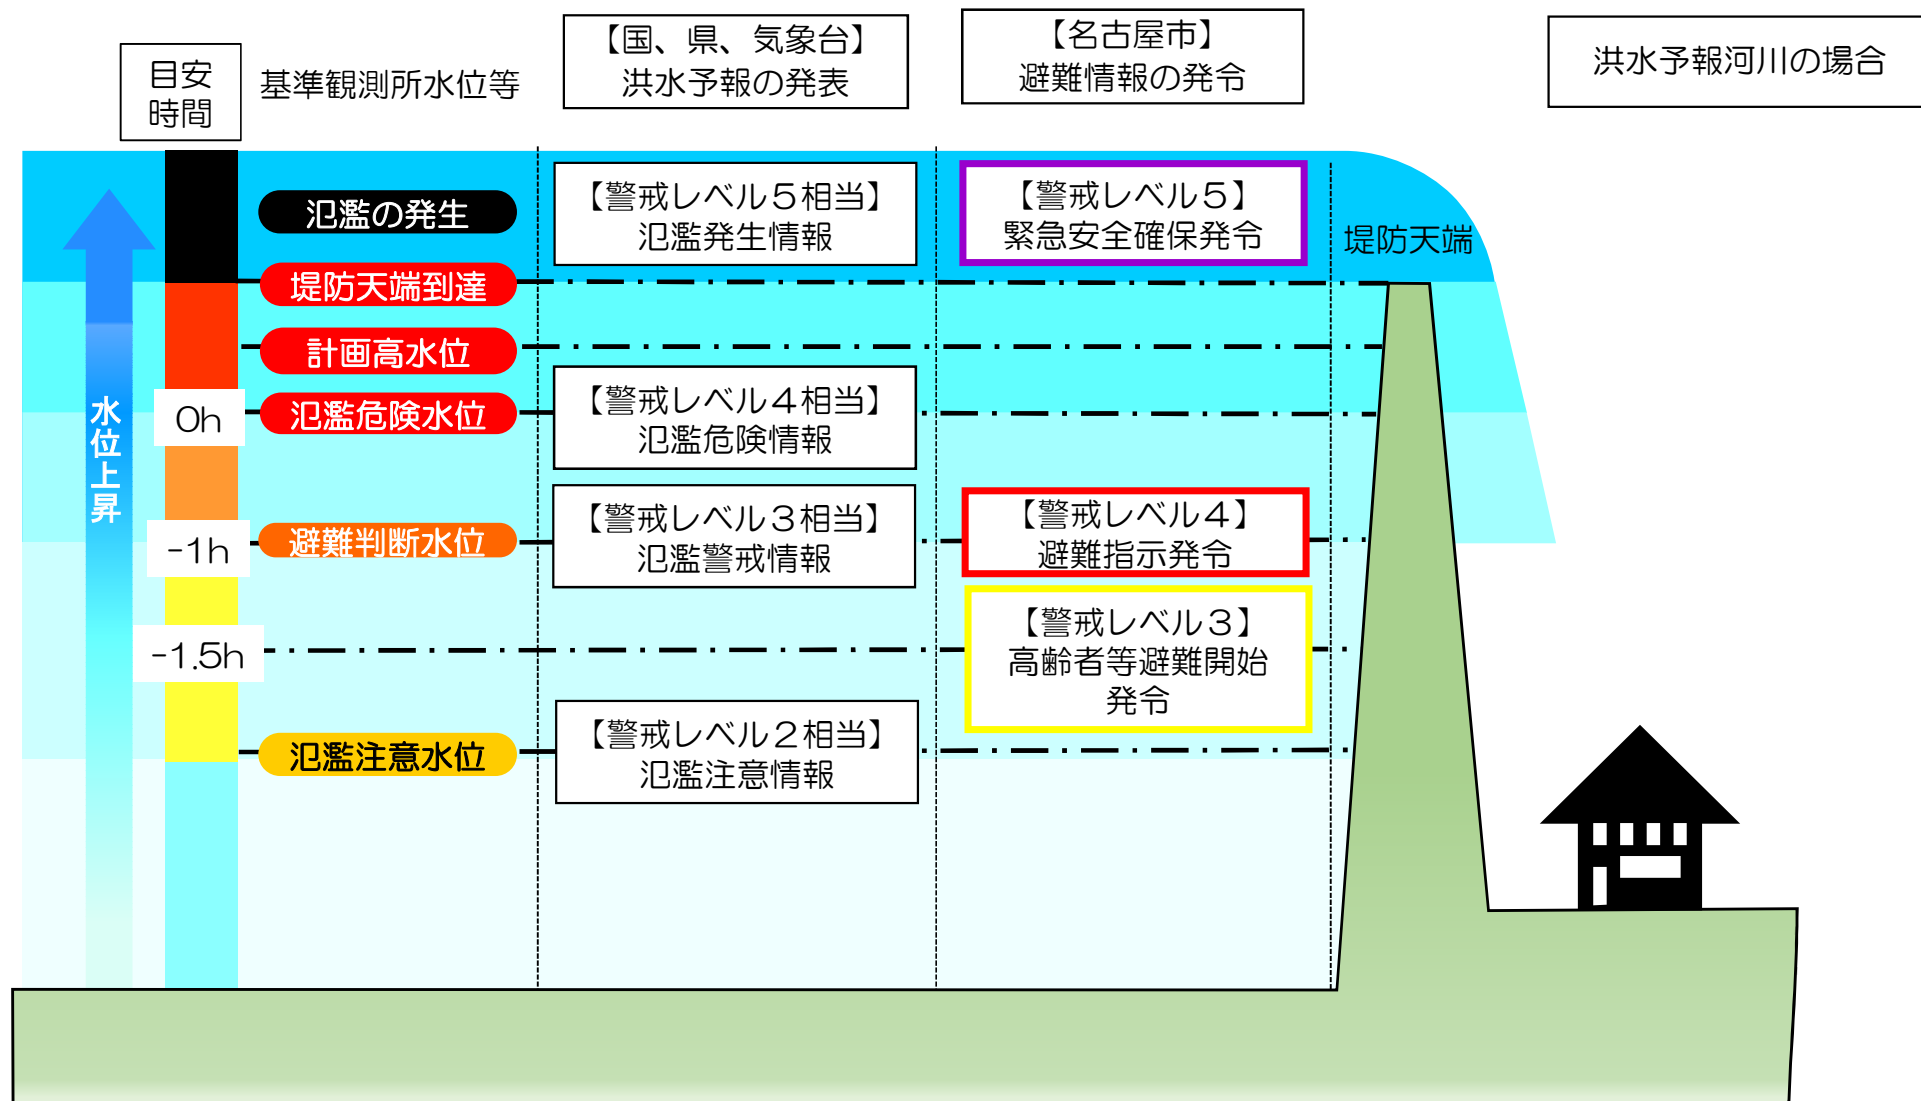 目安
時間
基準観測所水位等
【国、県、気象台】
洪水予報の発表
【名古屋市】
避難情報の発令
洪水予報河川の場合
氾濫の発生
【警戒レベル５相当】
氾濫発生情報
【警戒レベル５】
緊急安全確保発令
堤防天端
堤防天端到達
計画高水位
水位上昇
0h
氾濫危険水位
【警戒レベル４相当】
氾濫危険情報
-1h
避難判断水位
【警戒レベル３相当】
氾濫警戒情報
【警戒レベル４】
避難指示発令
-1.5h
【警戒レベル３】
高齢者等避難開始
発令
氾濫注意水位
【警戒レベル２相当】
氾濫注意情報